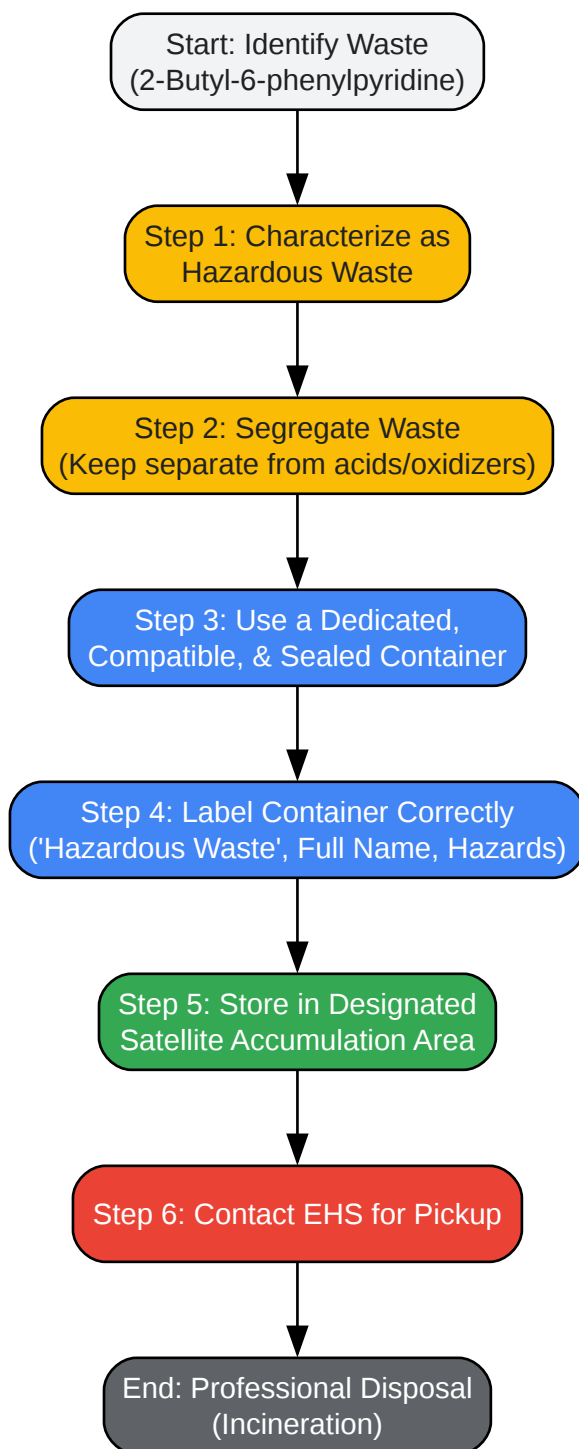 Start: Identify Waste
(2-Butyl-6-phenylpyridine)
Step 1: Characterize as
Hazardous Waste
Step 2: Segregate Waste
(Keep separate from acids/oxidizers)
Step 3: Use a Dedicated,
Compatible, & Sealed Container
Step 4: Label Container Correctly
('Hazardous Waste', Full Name, Hazards)
Step 5: Store in Designated
Satellite Accumulation Area
Step 6: Contact EHS for Pickup
End: Professional Disposal
(Incineration)